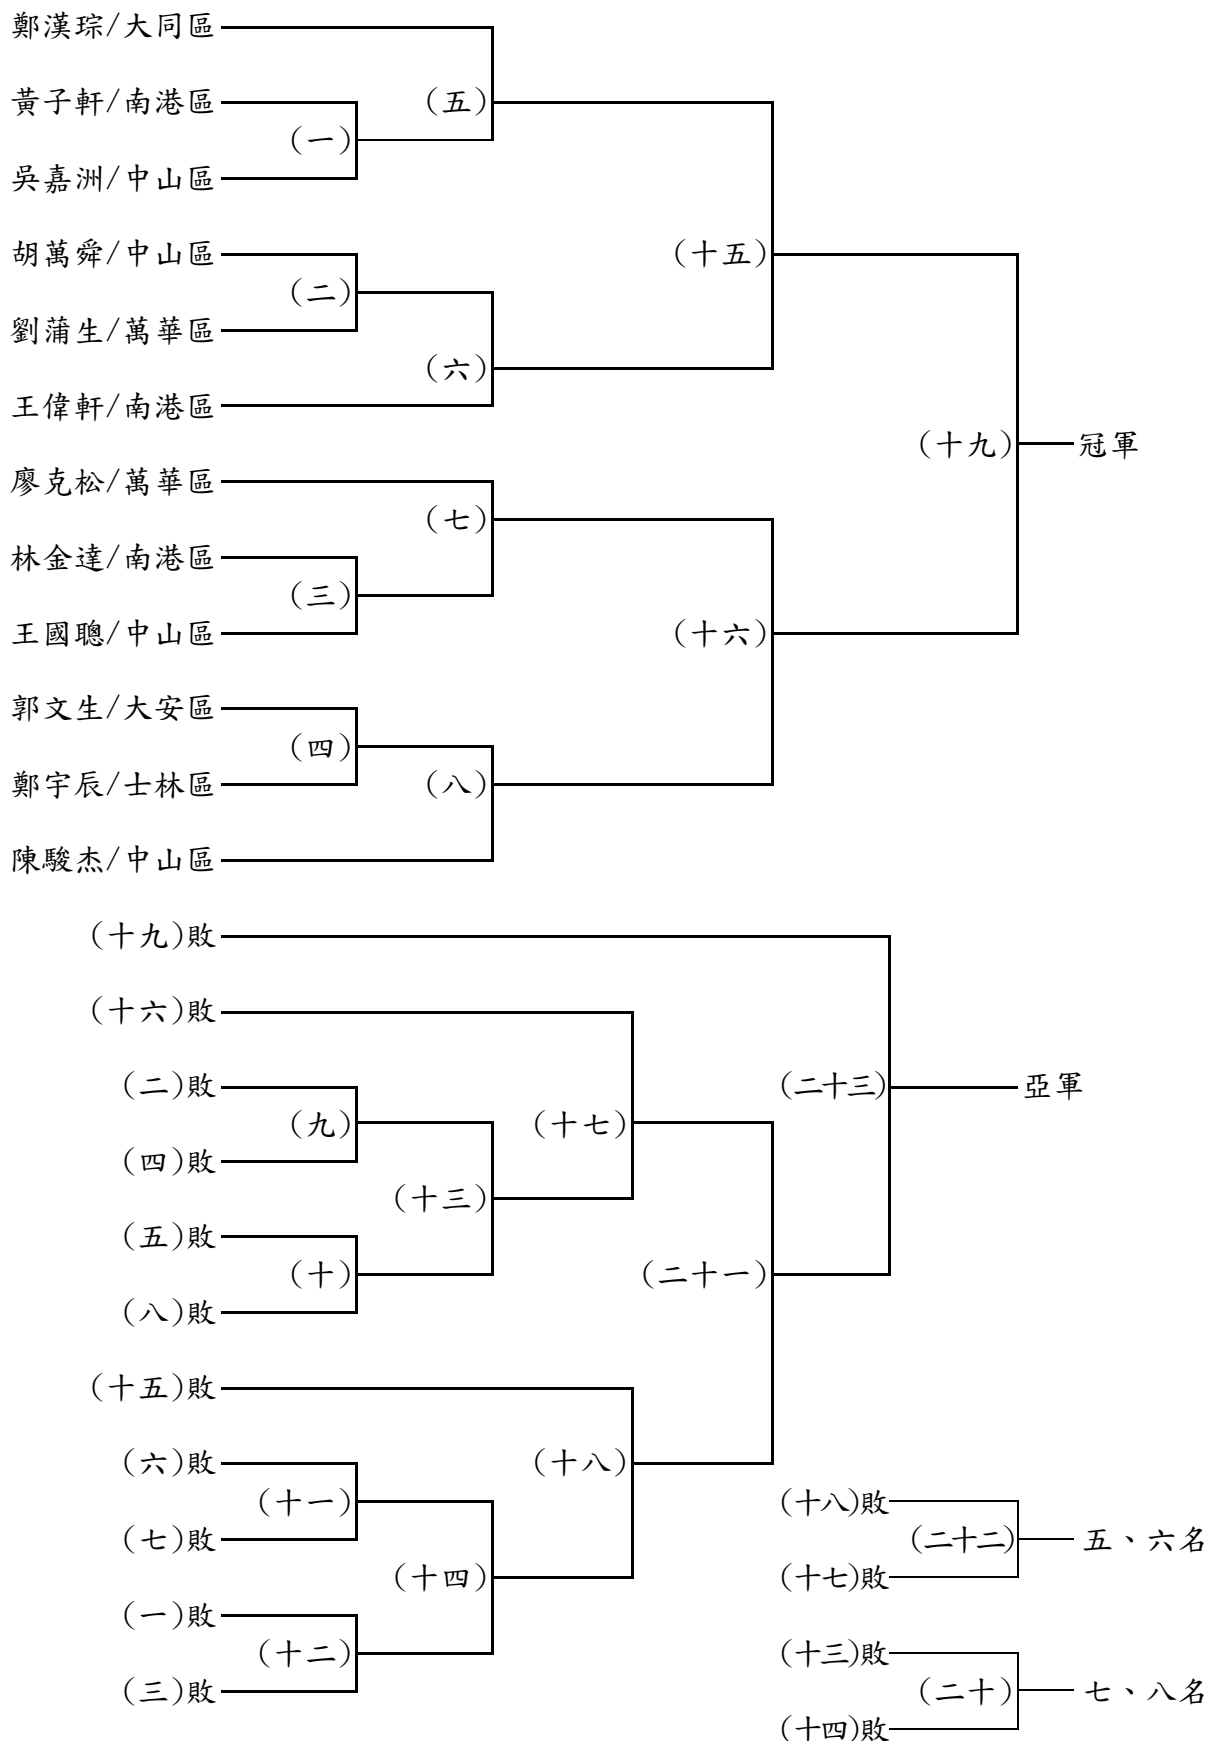 鄭漢琮/大同區
(五)
黃子軒/南港區
(一)
吳嘉洲/中山區
(十五)
胡萬舜/中山區
(二)
劉蒲生/萬華區
(六)
王偉軒/南港區
(十九)
冠軍
廖克松/萬華區
(七)
林金達/南港區
(三)
王國聰/中山區
(十六)
郭文生/大安區
(四)
鄭宇辰/士林區
(八)
陳駿杰/中山區
(十九)敗
(十六)敗
(二)敗
(二十三)
亞軍
(九)
(十七)
(四)敗
(十三)
(五)敗
(十)
(二十一)
(八)敗
(十五)敗
(六)敗
(十八)
(十一)
(七)敗
(十四)
(一)敗
(十二)
(三)敗
(十八)敗
(二十二)
五、六名
(十七)敗
(十三)敗
(二十)
七、八名
(十四)敗